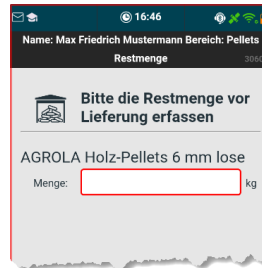 16:46
Name: Max Friedrich Mustermann Bereich: Pellets
Restmenge
3060
Bitte die Restmenge vor
Lieferung erfassen
AGROLA Holz-Pellets 6 mm lose
Menge:
kg